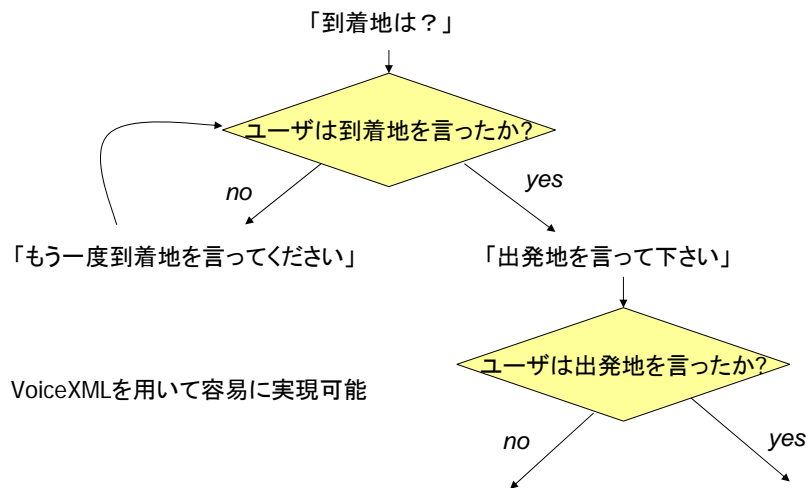 「到着地は？」
ユーザは到着地を言ったか?
no
yes
「もう一度到着地を言ってください」
「出発地を言って下さい」
ユーザは出発地を言ったか?
VoiceXMLを用いて容易に実現可能
no
yes